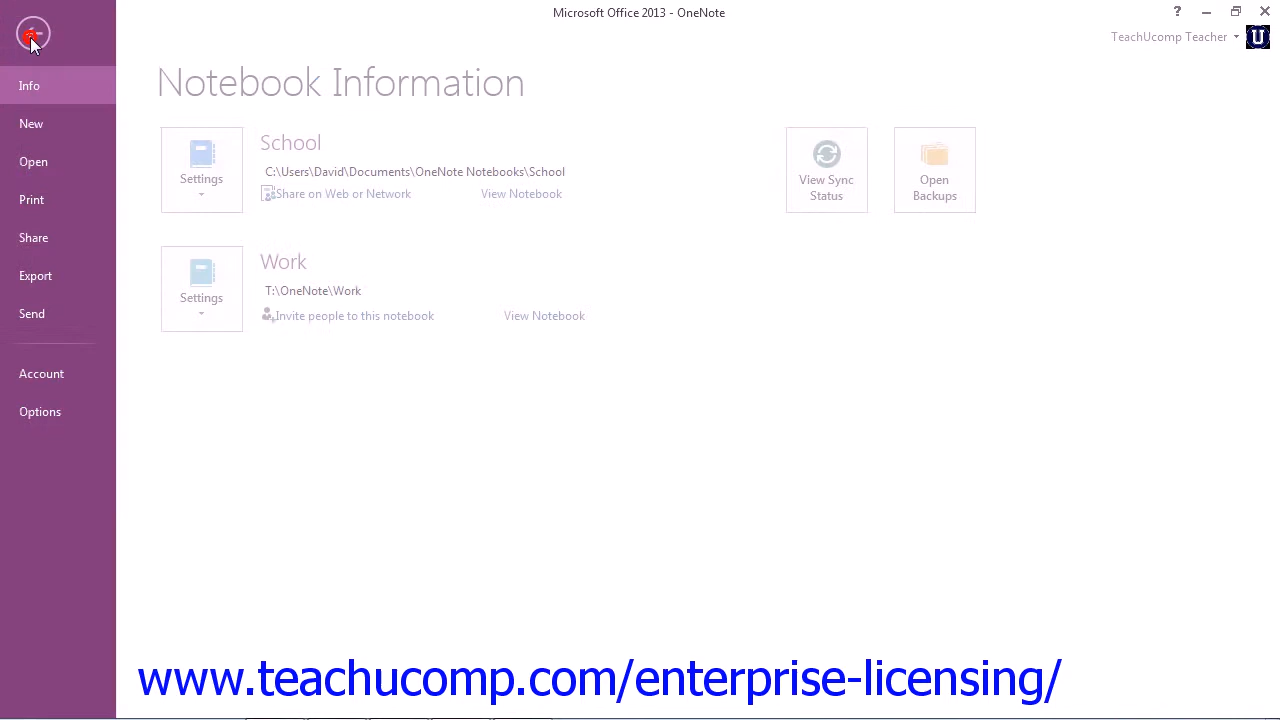 Microsoft Office 2013 - OneNote
?
TeachUcomp Teacher
U
Info
New
Open
Print
Share
Export
Send
Account
Options
Notebook Information
Settings
School
C:\Users\David\Documents\OneNote Notebooks\School
Share on Web or Network
View Notebook
View Sync
Status
Open
Backups
Settings
Work
T:\OneNote\Work
Invite people to this notebook
View Notebook
www.teachucomp.com/enterprise-licensing/